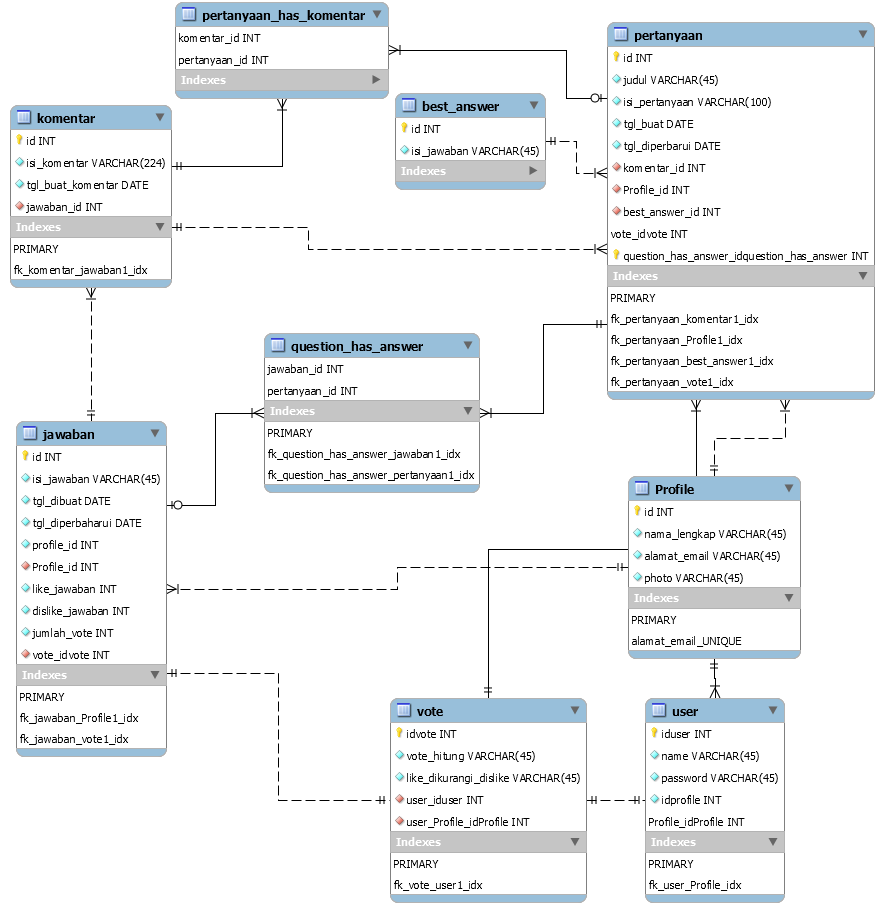 pertanyaan_has_komentar
komentar_id INT
pertanyaan_id INT
Indexes
pertanyaan
id INT
judul VARCHAR(45)
isi_pertanyaan VARCHAR(100)
tgl_buat DATE
tgl_diperbarui DATE
komentar_id INT
Profile_id INT
best_answer_id INT
vote_idvote INT
question_has_answer_idquestion_has_answer INT
Indexes
PRIMARY
fk_pertanyaan_komentar1_idx
fk_pertanyaan_Profile1_idx
fk_pertanyaan_best_answer1_idx
fk_pertanyaan_vote1_idx
best_answer
id INT
isi_jawaban VARCHAR(45)
Indexes
komentar
id INT
isi_komentar VARCHAR(224)
tgl_buat_komentar DATE
jawaban_id INT
Indexes
PRIMARY
fk_komentar_jawaban1_idx
question_has_answer
jawaban_id INT
pertanyaan_id INT
Indexes
PRIMARY
fk_question_has_answer_jawaban1_idx
fk_question_has_answer_pertanyaan1_idx
jawaban
id INT
isi_jawaban VARCHAR(45)
tgl_dibuat DATE
tgl_diperbaharui DATE
profile_id INT
Profile_id INT
like_jawaban INT
dislike_jawaban INT
jumlah_vote INT
vote_idvote INT
Indexes
PRIMARY
fk_jawaban_Profile1_idx
fk_jawaban_vote1_idx
Profile
id INT
nama_lengkap VARCHAR(45)
alamat_email VARCHAR(45)
photo VARCHAR(45)
Indexes
PRIMARY
alamat_email_UNIQUE
vote
idvote INT
vote_hitung VARCHAR(45)
like_dikurangi_dislike VARCHAR(45)
user_iduser INT
user_Profile_idProfile INT
Indexes
PRIMARY
fk_vote_user1_idx
user
iduser INT
name VARCHAR(45)
password VARCHAR(45)
idprofile INT
Profile_idProfile INT
Indexes
PRIMARY
fk_user_Profile_idx